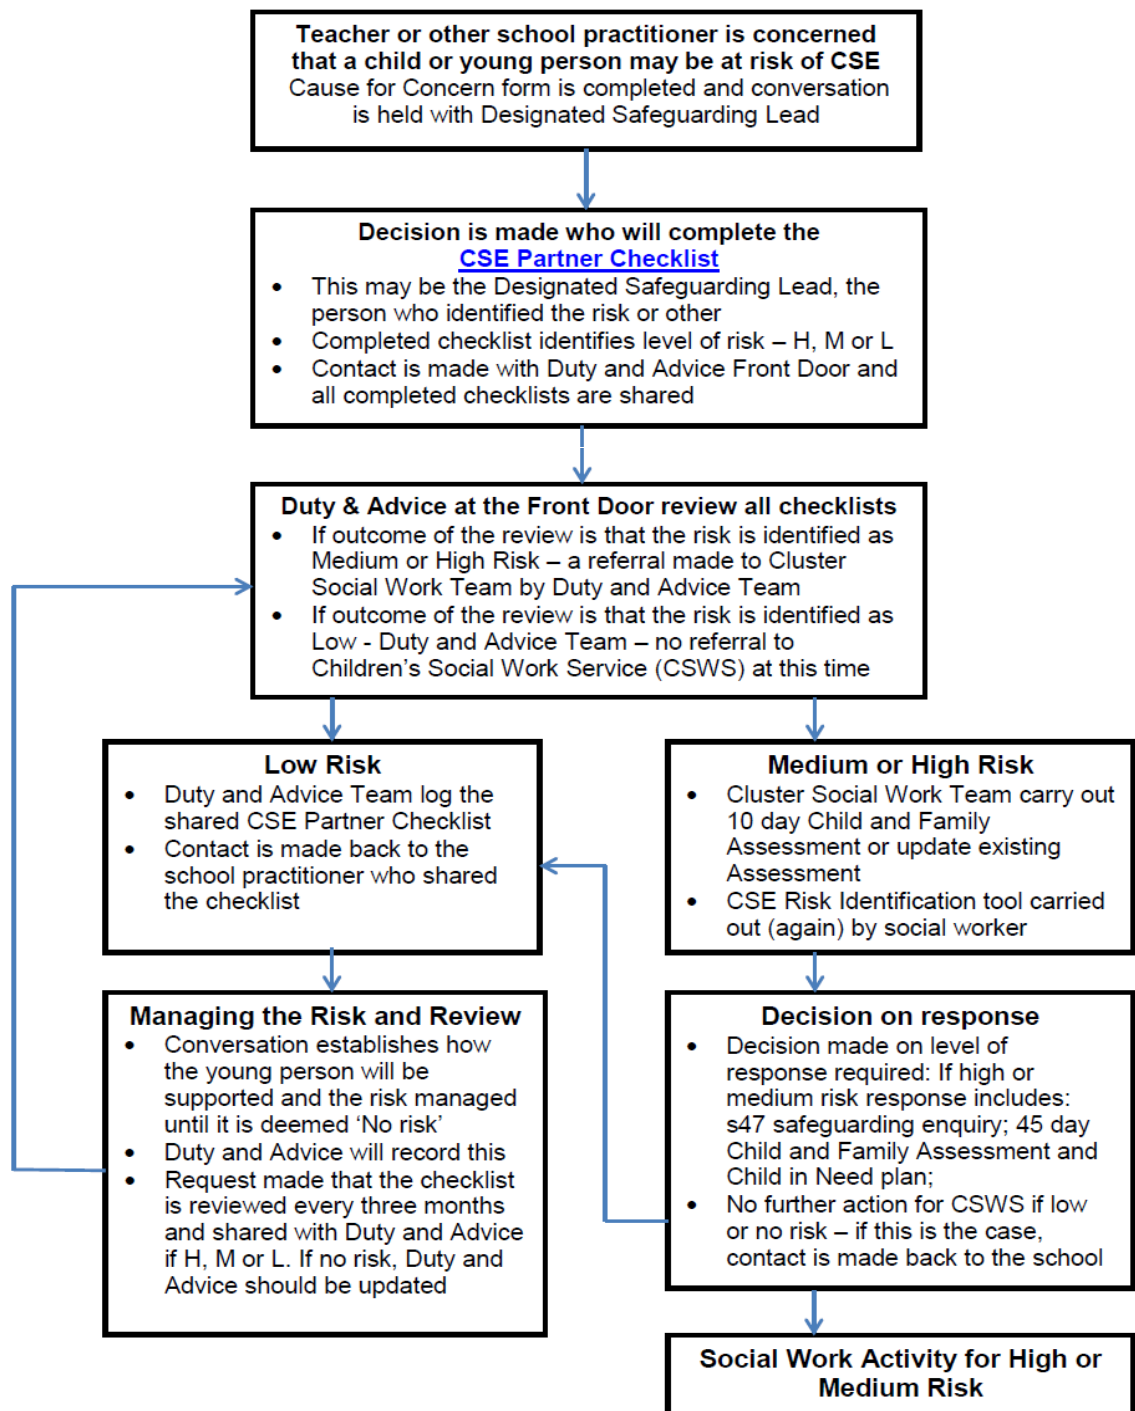 Teacher or other school practitioner is concerned
that a child or young person may be at risk of CSE
Cause for Concern form is completed and conversation
is held with Designated Safeguarding Lead
Decision is made who will complete the
CSE Partner Checklist
• This may be the Designated Safeguarding Lead, the
person who identified the risk or other
• Completed checklist identifies level of risk – H, M or L
• Contact is made with Duty and Advice Front Door and
all completed checklists are shared
Duty & Advice at the Front Door review all checklists
• If outcome of the review is that the risk is identified as
Medium or High Risk – a referral made to Cluster
Social Work Team by Duty and Advice Team
• If outcome of the review is that the risk is identified as
Low - Duty and Advice Team – no referral to
Children's Social Work Service (CSWS) at this time
Low Risk
• Duty and Advice Team log the
shared CSE Partner Checklist
• Contact is made back to the
school practitioner who shared
the checklist
Medium or High Risk
• Cluster Social Work Team carry out
10 day Child and Family
Assessment or update existing
Assessment
• CSE Risk Identification tool carried
out (again) by social worker
Managing the Risk and Review
• Conversation establishes how
the young person will be
supported and the risk managed
until it is deemed 'No risk'
• Duty and Advice will record this
• Request made that the checklist
is reviewed every three months
and shared with Duty and Advice
if H, M or L. If no risk, Duty and
Advice should be updated
Decision on response
• Decision made on level of
response required: If high or
medium risk response includes:
s47 safeguarding enquiry; 45 day
Child and Family Assessment and
Child in Need plan;
• No further action for CSWS if low
or no risk – if this is the case,
contact is made back to the school
Social Work Activity for High or
Medium Risk